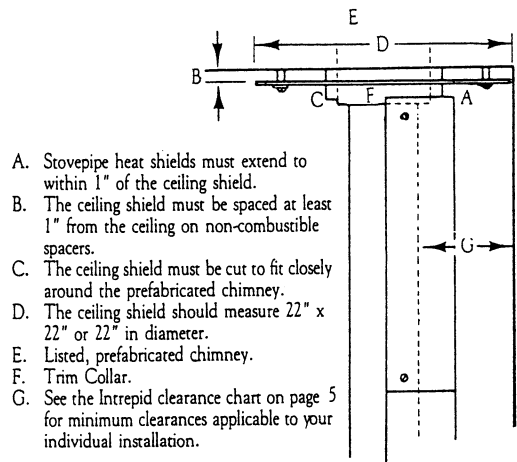 E
D
B
C
F
A
A. Stovepipe heat shields must extend to
within 1" of the ceiling shield.
B. The ceiling shield must be spaced at least
1" from the ceiling on non-combustible
spacers.
C. The ceiling shield must be cut to fit closely
around the prefabricated chimney.
D. The ceiling shield should measure 22" x
22" or 22" in diameter.
E. Listed, prefabricated chimney.
F. Trim Collar.
G. See the Intrepid clearance chart on page 5
for minimum clearances applicable to your
individual installation.
G